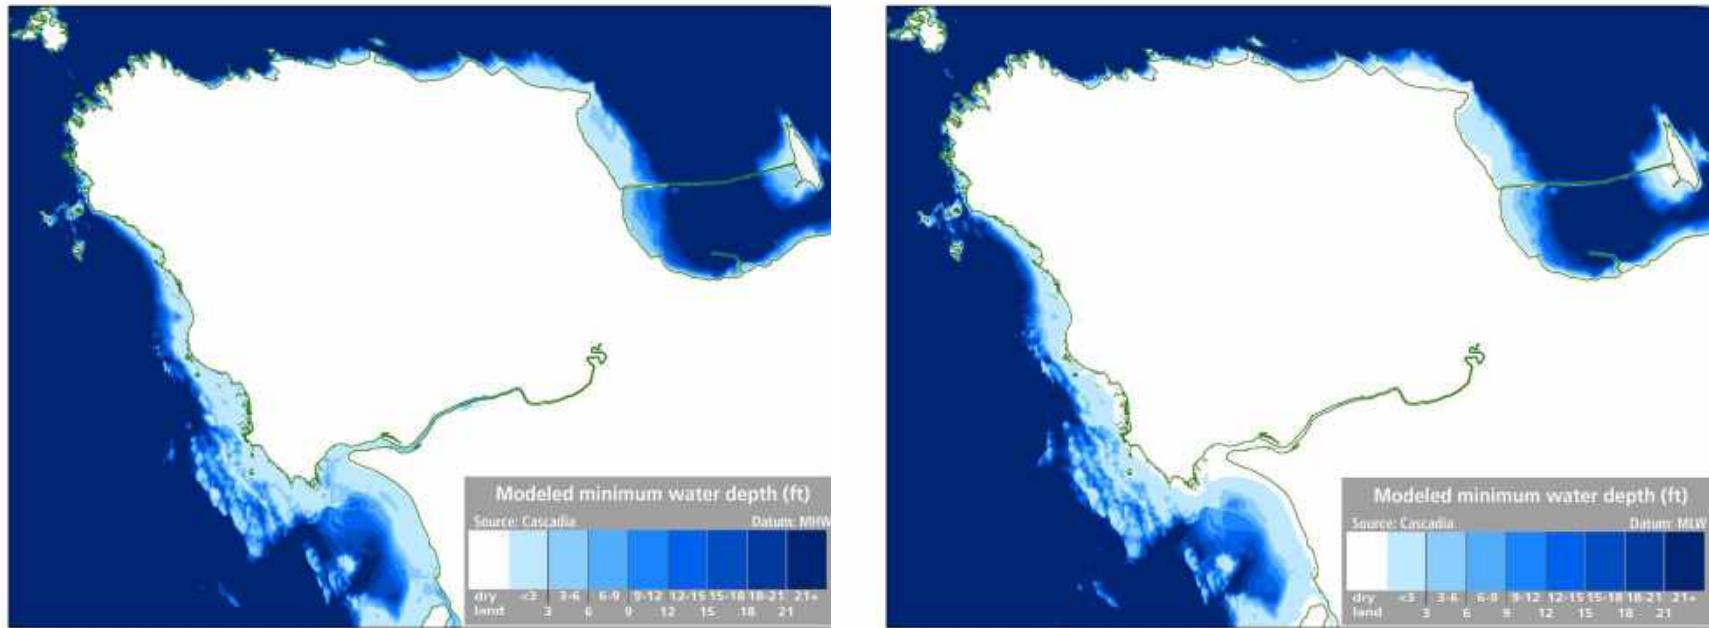 Modeled minimum water depth (ft)
Source: Cascadia Datum: MHW
dry <3 3-6 6-9 9-12 12-15 15-18 18-21 21+
land 3 6 9 12 15 18 21
Modeled minimum water depth (ft)
Source: Cascadia Datum: MLW
dry <3 3-6 6-9 9-12 12-15 15-18 18-21 21+
land 3 6 9 12 15 18 21